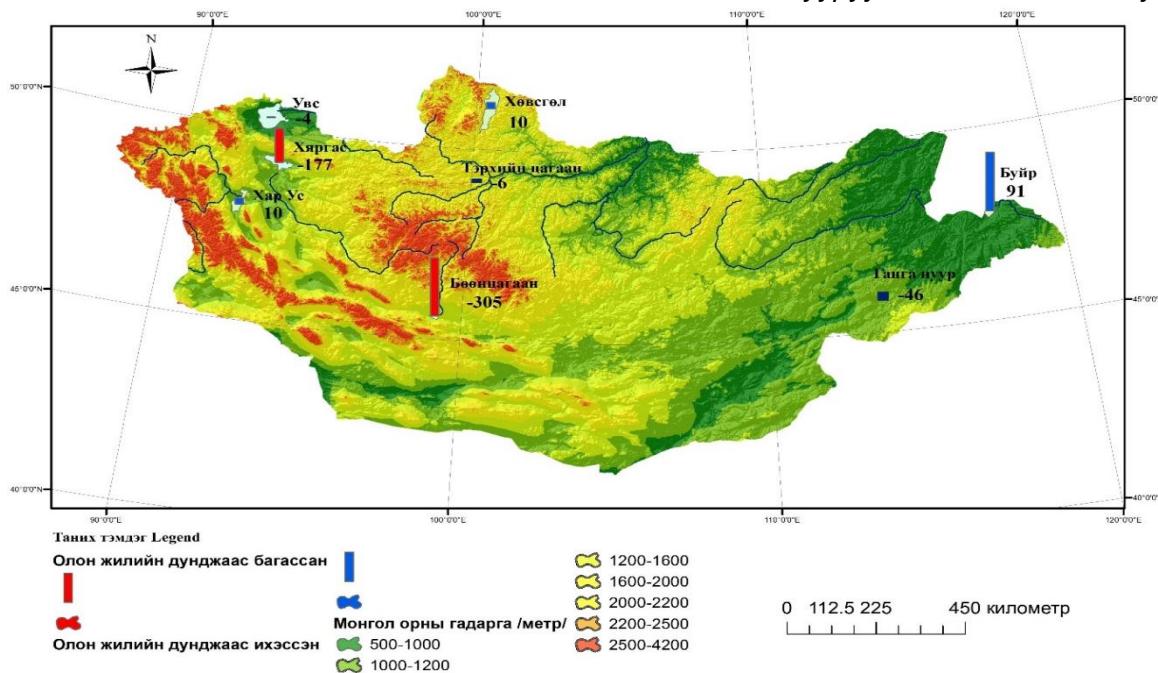 90°0'0"E 100°0'0"E 110°0'0"E 120°0'0"E
N
50°0'0"N 50°0'0"N
Увс
-4
Хяргас
-177
Хар Ус
10
Хөвсгөл
10
Тэрхийн цагаан
-6
Буйр
91
Бөөнцагаан
-305
Ганга нуур
-46
45°0'0"N 45°0'0"N
40°0'0"N 40°0'0"N
90°0'0"E 100°0'0"E 110°0'0"E 120°0'0"E
Таних тэмдэг Legend
Олон жилийн дунджаас багассан
Олон жилийн дунджаас ихэссэн
Монгол орны гадарга /метр/
500-1000
1000-1200
1200-1600
1600-2000
2000-2200
2200-2500
2500-4200
0 112.5 225 450 километр